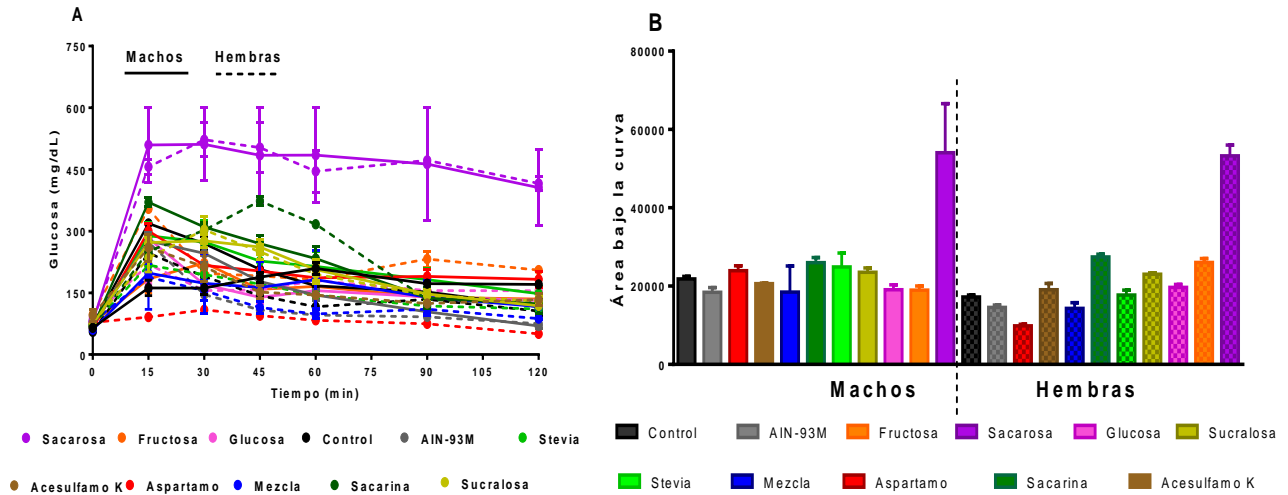 A
Glucosa (mg/dL)
750
600
450
300
150
0
Machos
Hembras
0 15 30 45 60 75 90 105 120
Tiempo (min)
Sacarosa Fructosa Glucosa Control AIN-93M Stevia
Acesulfamo K Aspartamo Mezcla Sacarina Sucralosa
B
Área bajo la curva
80000
60000
40000
20000
0
Machos Hembras
Control AIN-93M Fructosa Sacarosa Glucosa Sucralosa
Stevia Mezcla Aspartamo Sacarina Acesulfamo K